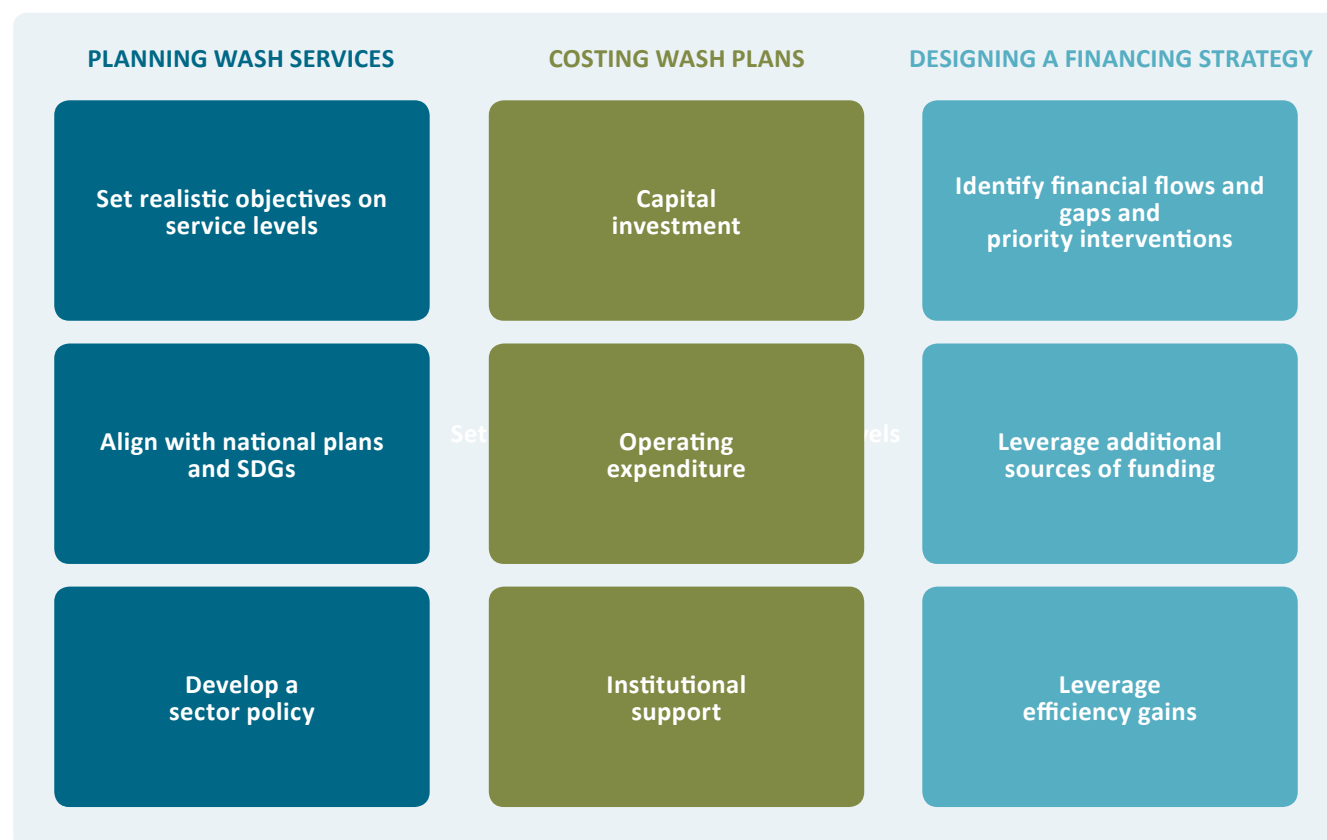 PLANNING WASH SERVICES
COSTING WASH PLANS
DESIGNING A FINANCING STRATEGY
Set realistic objectives on
service levels
Capital
investment
Identify financial flows and
gaps and
priority interventions
Align with national plans
and SDGs
Set
Operating
expenditure
vels
Leverage additional
sources of funding
Develop a
sector policy
Institutional
support
Leverage
efficiency gains